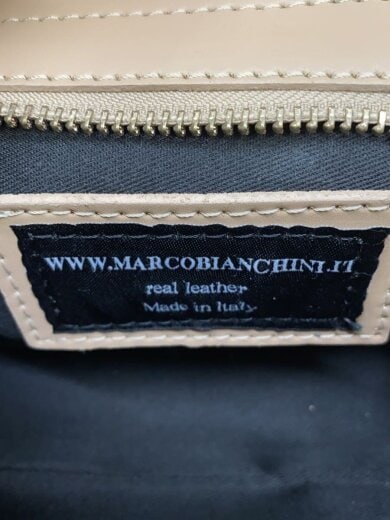 WWW.MARCOBIANCHINI.IT
real leather
Made in Italy